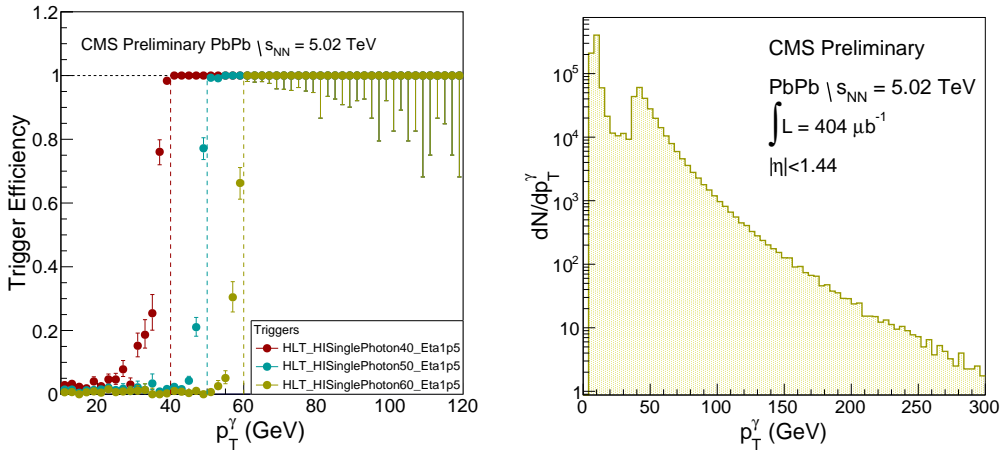 CMS Preliminary PbPb \ s_NN = 5.02 TeV
Trigger Efficiency
1.2
1
0.8
0.6
0.4
0.2
0
Triggers
HLT_HISinglePhoton40_Eta1p5
HLT_HISinglePhoton50_Eta1p5
HLT_HISinglePhoton60_Eta1p5
20 40 60 80 100 120
p_T^γ (GeV)
CMS Preliminary
PbPb \ s_NN = 5.02 TeV
∫L = 404 μb^-1
|η|<1.44
dN/dp_T^γ
10^5
10^4
10^3
10^2
10
1
0 50 100 150 200 250 300
p_T^γ (GeV)